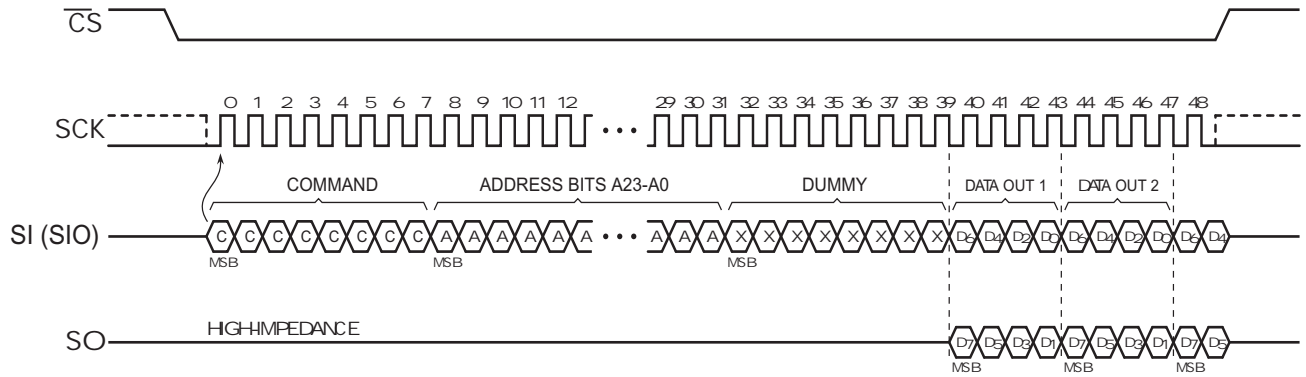 CS
0 1 2 3 4 5 6 7 8 9 10 11 12 29 30 31 32 33 34 35 36 37 38 39 40 41 42 43 44 45 46 47 48
SCK
COMMAND ADDRESS BITS A23-A0 DUMMY DATA OUT 1 DATA OUT 2
SI (SIO) C C C C C C C C A A A A A A A A A X X X X X X X X D6 D4 D2 D0 D6 D4 D2 D0 D6 D4
MSB MSB MSB
HIGH-IMPEDANCE
SO D7 D5 D3 D1 D7 D5 D3 D1 D7 D5
MSB MSB MSB